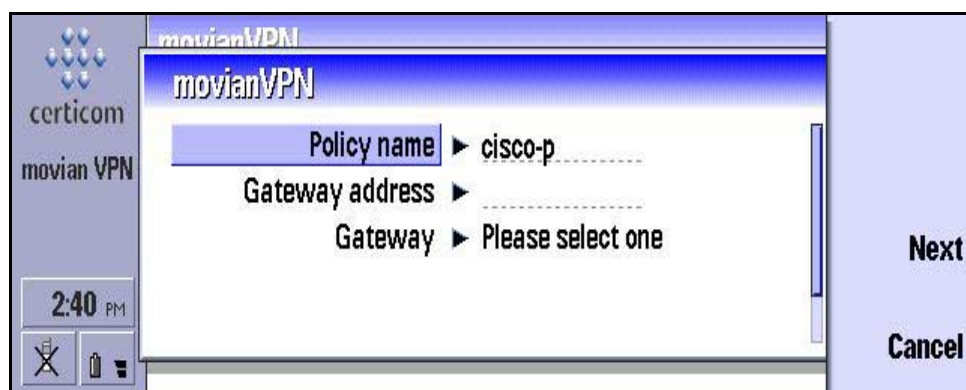 certicom
movian VPN
2:40 PM
movianVPN
movianVPN
Policy name cisco-p
Gateway address
Gateway Please select one
Next
Cancel